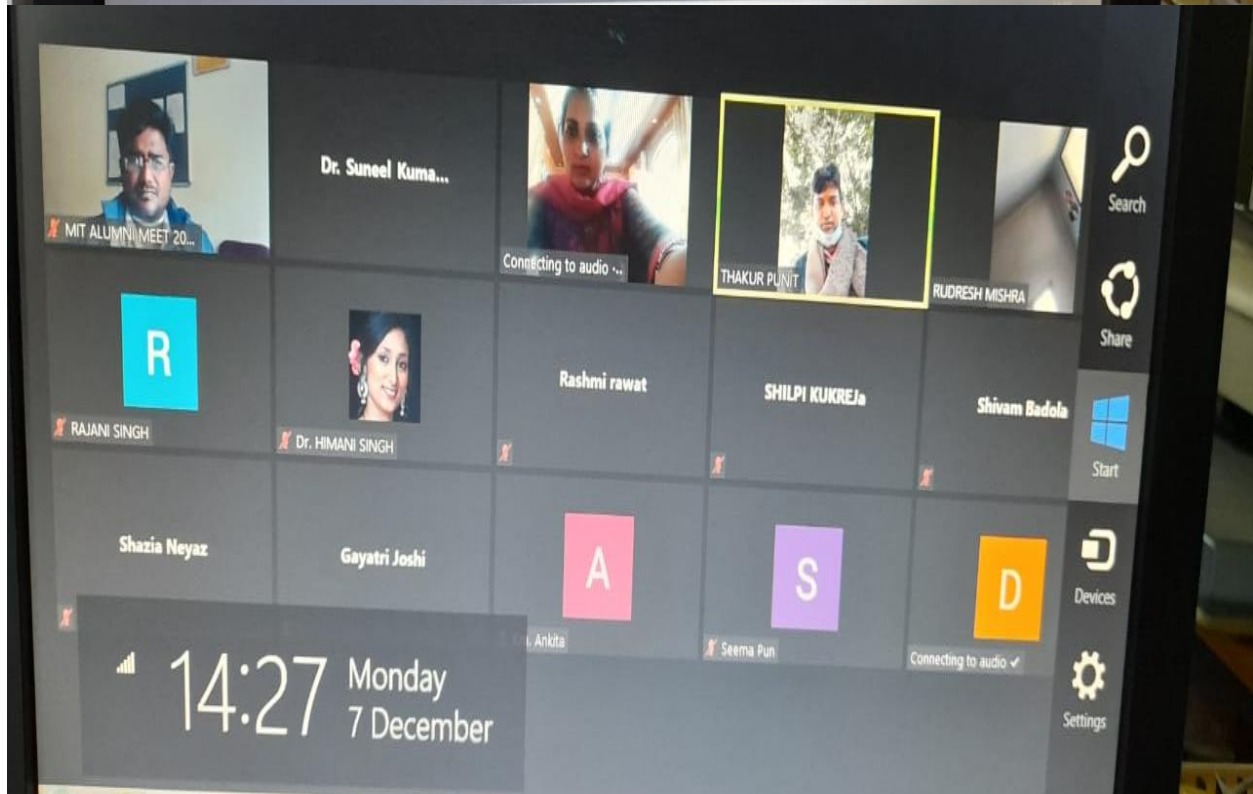 Dr. Suneel Kuma...
MIT ALUMNI MEET 20...
Connecting to audio ·..
THAKUR PUNIT
RUDRESH MISHRA
Search
Share
R
RAJANI SINGH
Dr. HIMANI SINGH
Rashmi rawat
SHILPI KUKREJa
Shivam Badola
Start
Shazia Neyaz
Gayatri Joshi
A
Ankita
S
Seema Pun
D
Connecting to audio ✓
Devices
Settings
14:27
Monday
7 December